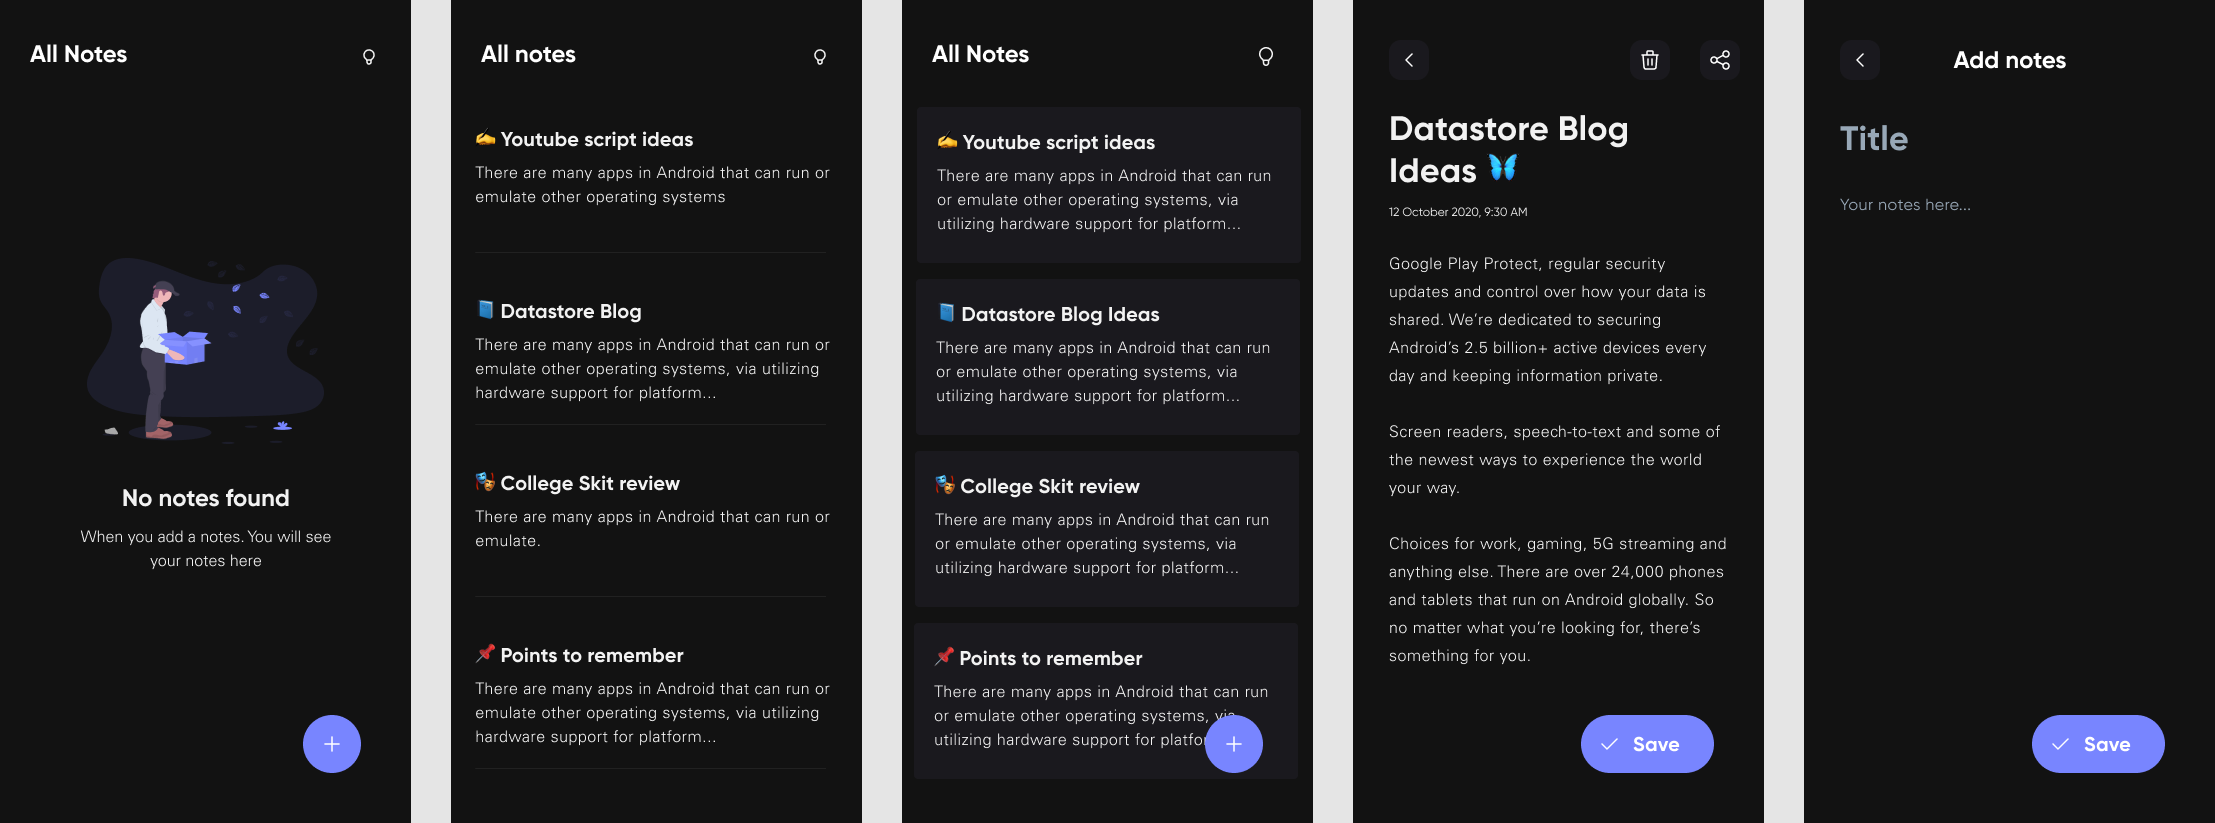 All Notes
No notes found
When you add a notes. You will see
your notes here
All notes
✍️ Youtube script ideas
There are many apps in Android that can run or
emulate other operating systems
📘 Datastore Blog
There are many apps in Android that can run or
emulate other operating systems, via utilizing
hardware support for platform...
🎭 College Skit review
There are many apps in Android that can run or
emulate.
📌 Points to remember
There are many apps in Android that can run or
emulate other operating systems, via utilizing
hardware support for platform...
All Notes
✍️ Youtube script ideas
There are many apps in Android that can run
or emulate other operating systems, via
utilizing hardware support for platform...
📘 Datastore Blog Ideas
There are many apps in Android that can run
or emulate other operating systems, via
utilizing hardware support for platform...
🎭 College Skit review
There are many apps in Android that can run
or emulate other operating systems, via
utilizing hardware support for platform...
📌 Points to remember
There are many apps in Android that can run
or emulate other operating systems, via
utilizing hardware support for
Datastore Blog
Ideas 🦋
12 October 2020, 9:30 AM
Google Play Protect, regular security
updates and control over how your data is
shared. We’re dedicated to securing
Android’s 2.5 billion+ active devices every
day and keeping information private.
Screen readers, speech-to-text and some of
the newest ways to experience the world
your way.
Choices for work, gaming, 5G streaming and
anything else. There are over 24,000 phones
and tablets that run on Android globally. So
no matter what you’re looking for, there’s
something for you.
Save
Add notes
Title
Your notes here...
Save